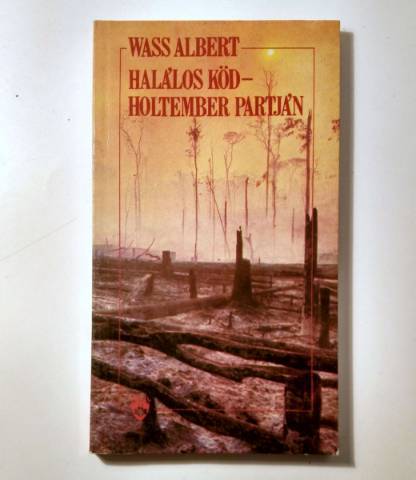 WASS ALBERT
HALÁLOS KÖD–
HOLTEMBER PARTJÁN